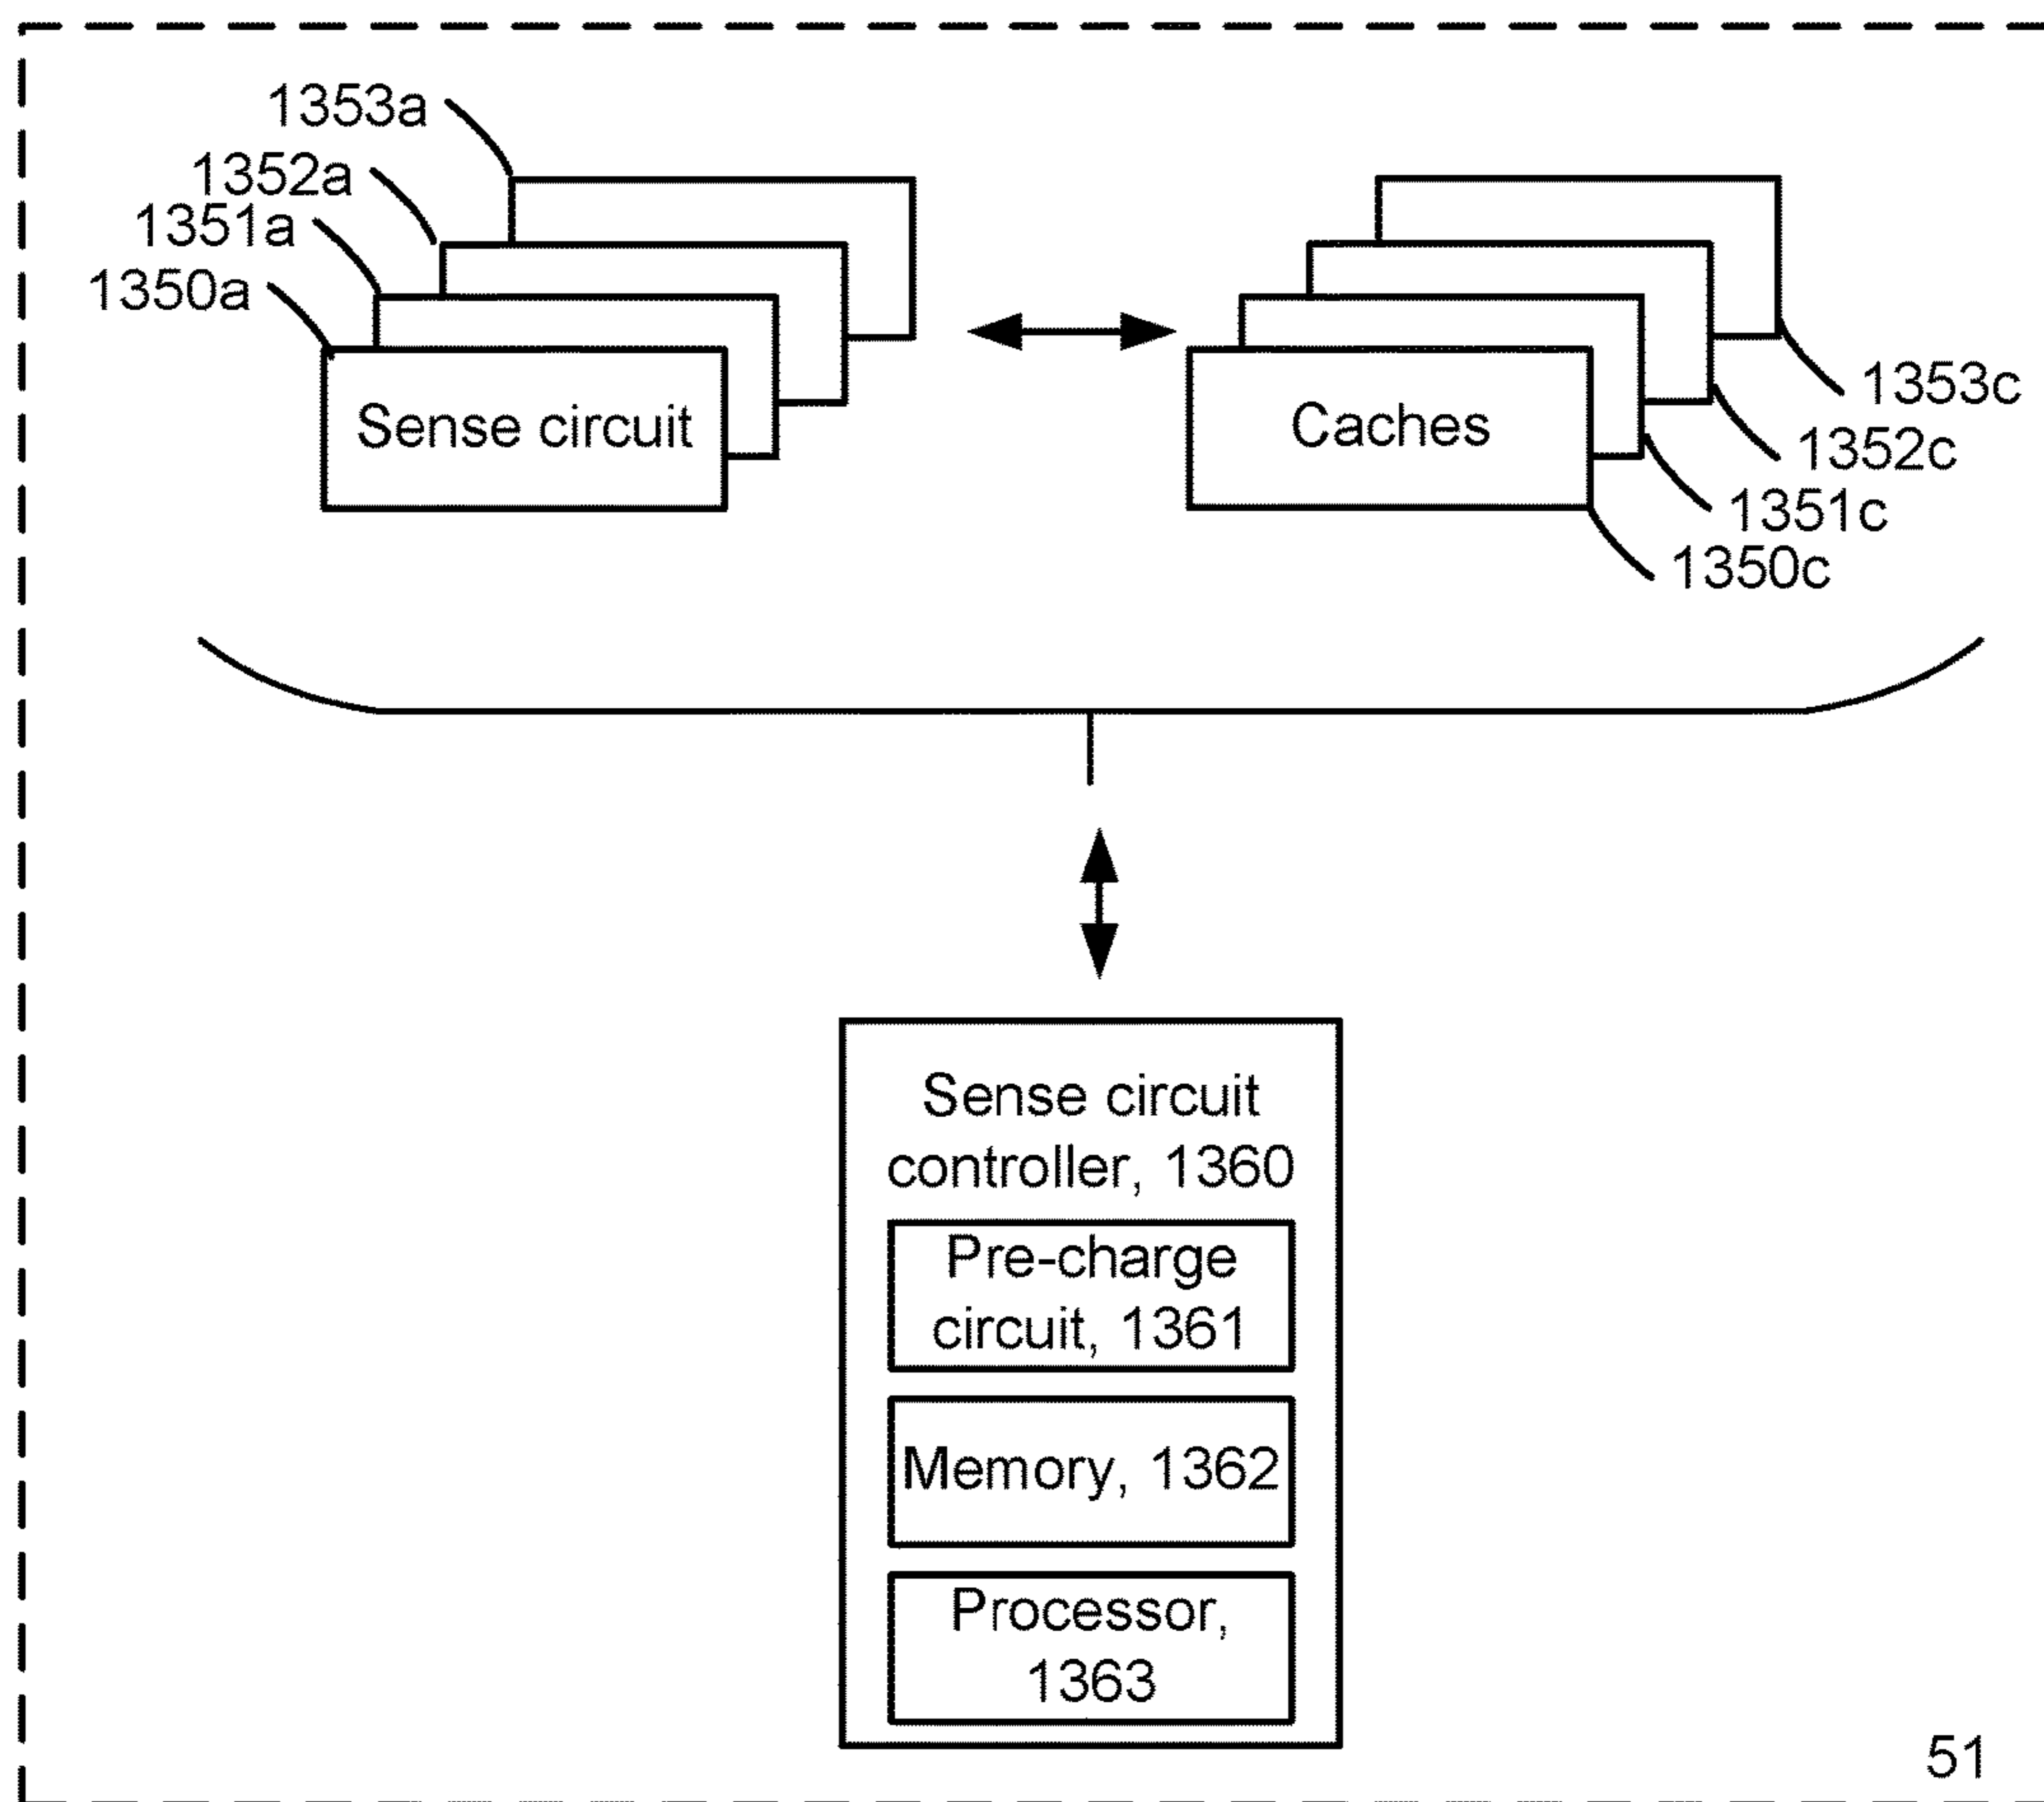 1353a
1352a
1351a
1350a
Sense circuit
Caches
1353c
1352c
1351c
1350c
Sense circuit
controller, 1360
Pre-charge
circuit, 1361
Memory, 1362
Processor,
1363
51